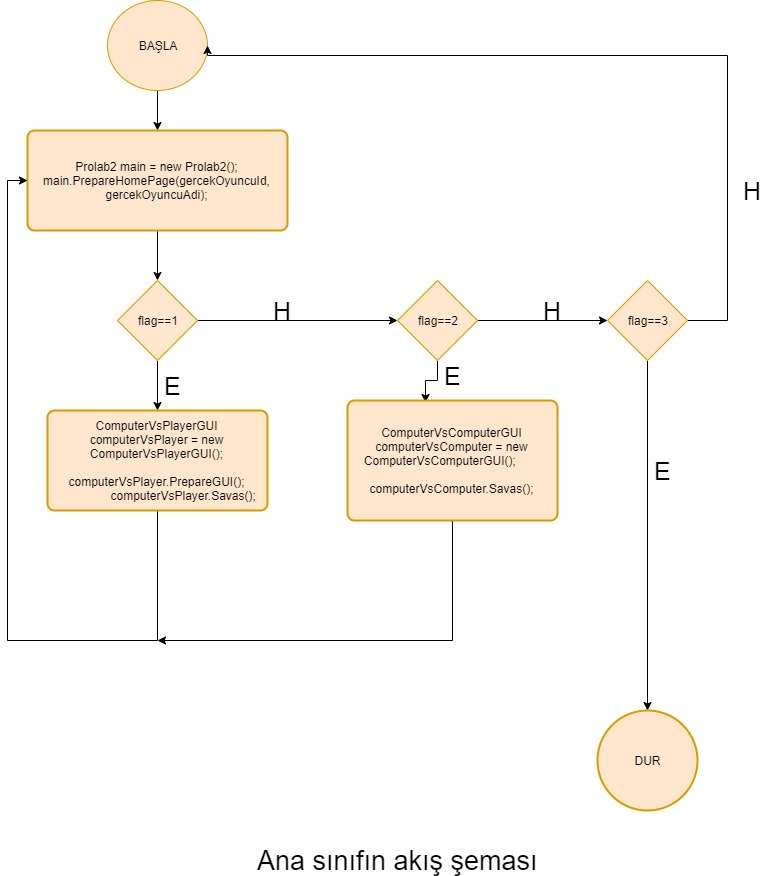 BAŞLA
Prolab2 main = new Prolab2();
main.PrepareHomePage(gercekOyuncuId,
gercekOyuncuAdi);
H
flag==1
H
flag==2
H
flag==3
E
E
ComputerVsPlayerGUI
computerVsPlayer = new
ComputerVsPlayerGUI();
computerVsPlayer.PrepareGUI();
computerVsPlayer.Savas();
ComputerVsComputerGUI
computerVsComputer = new
ComputerVsComputerGUI();
computerVsComputer.Savas();
E
DUR
Ana sınıfın akış şeması